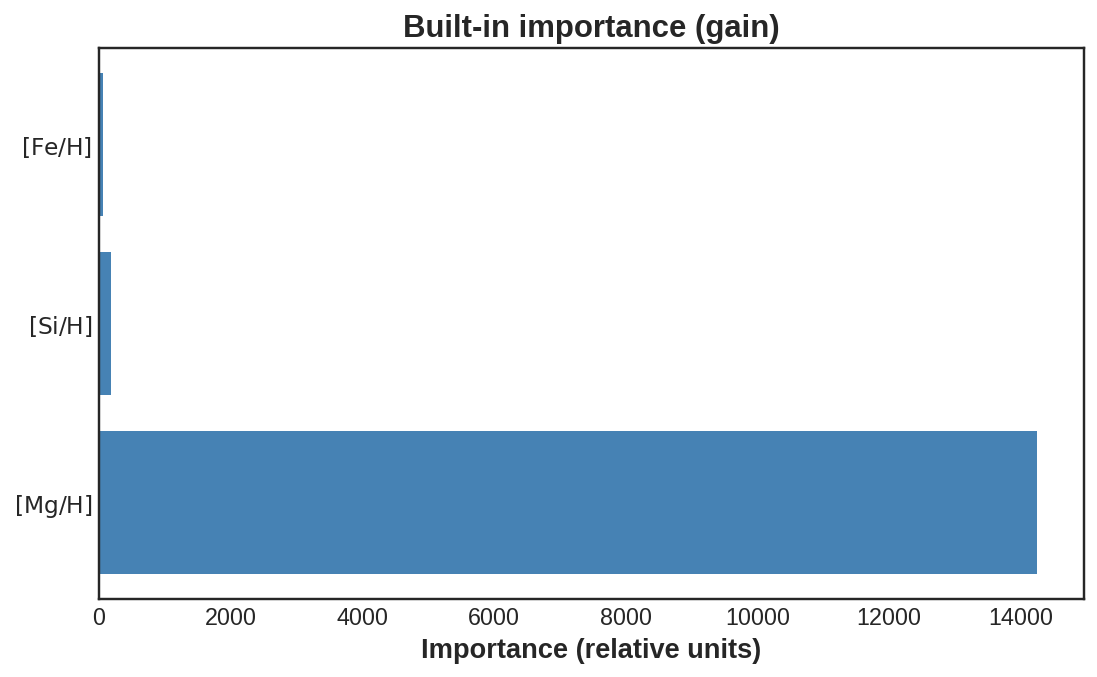 Built-in importance (gain)
[Fe/H]
[Si/H]
[Mg/H]
0 2000 4000 6000 8000 10000 12000 14000
Importance (relative units)